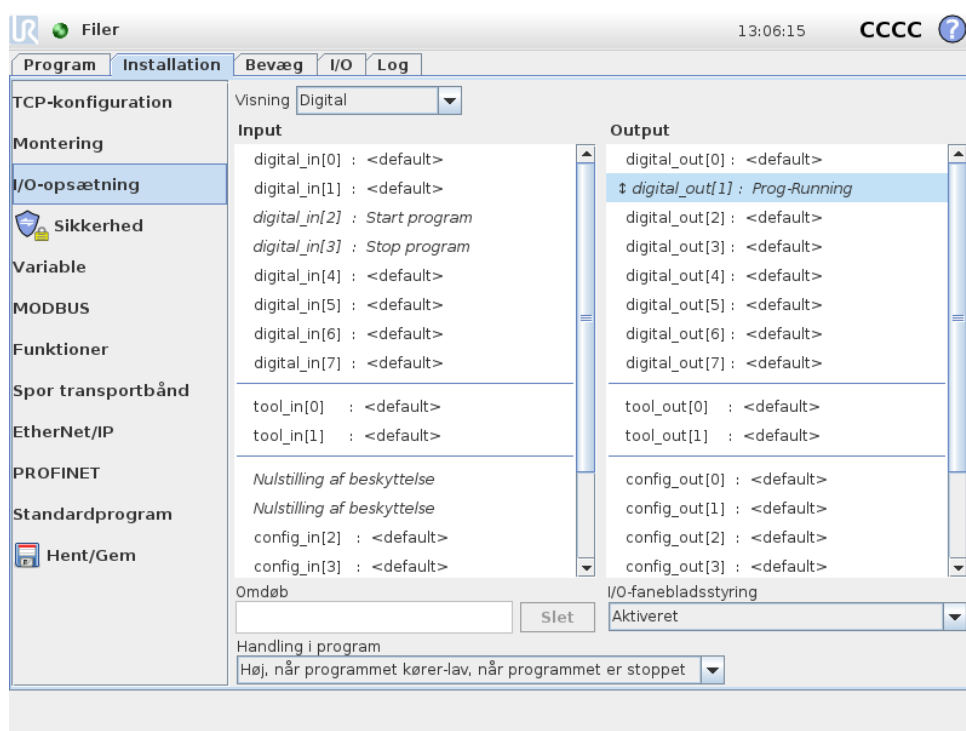 UR Filer 13:06:15 CCCC ?
Program Installation Bevæg I/O Log
TCP-konfiguration
Montering
I/O-opsætning
Sikkerhed
Variable
MODBUS
Funktioner
Spor transportbånd
EtherNet/IP
PROFINET
Standardprogram
Hent/Gem
Visning Digital
Input
digital_in[0] : <default>
digital_in[1] : <default>
digital_in[2] : Start program
digital_in[3] : Stop program
digital_in[4] : <default>
digital_in[5] : <default>
digital_in[6] : <default>
digital_in[7] : <default>
tool_in[0] : <default>
tool_in[1] : <default>
Nulstilling af beskyttelse
Nulstilling af beskyttelse
config_in[2] : <default>
config_in[3] : <default>
Output
digital_out[0] : <default>
↕ digital_out[1] : Prog-Running
digital_out[2] : <default>
digital_out[3] : <default>
digital_out[4] : <default>
digital_out[5] : <default>
digital_out[6] : <default>
digital_out[7] : <default>
tool_out[0] : <default>
tool_out[1] : <default>
config_out[0] : <default>
config_out[1] : <default>
config_out[2] : <default>
config_out[3] : <default>
Omdøb
Slet
I/O-fanebladsstyring
Aktiveret
Handling i program
Høj, når programmet kører-lav, når programmet er stoppet